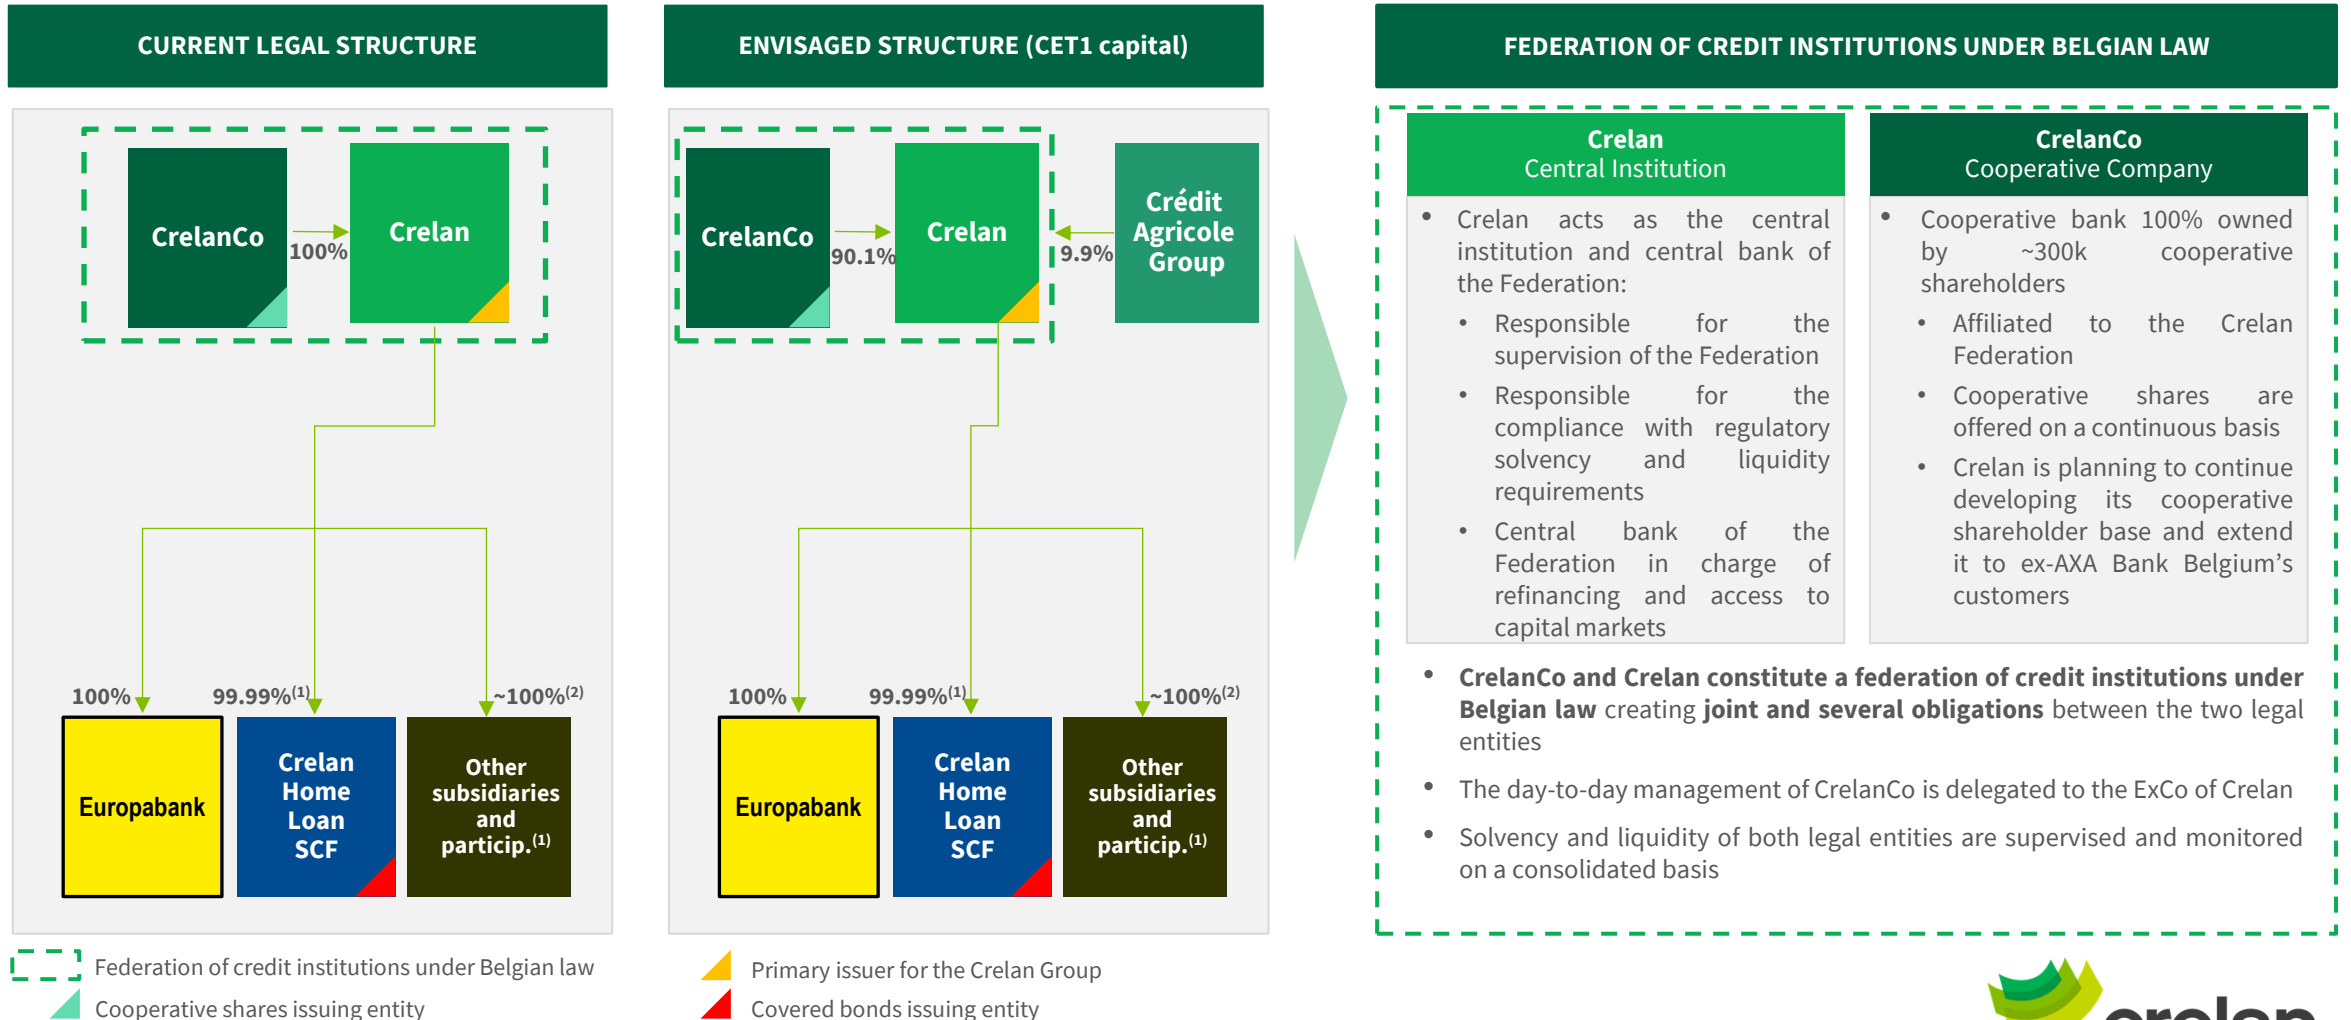 CURRENT LEGAL STRUCTURE
CrelanCo
100%
Crelan
100%
99.99%(1)
~100%(2)
Europabank
Crelan
Home
Loan
SCF
Other
subsidiaries
and
particip.(1)
ENVISAGED STRUCTURE (CET1 capital)
CrelanCo
90.1%
Crelan
9.9%
Crédit
Agricole
Group
100%
99.99%(1)
~100%(2)
Europabank
Crelan
Home
Loan
SCF
Other
subsidiaries
and
particip.(1)
FEDERATION OF CREDIT INSTITUTIONS UNDER BELGIAN LAW
Crelan
Central Institution
• Crelan acts as the central
institution and central bank of
the Federation:
• Responsible for the
supervision of the Federation
• Responsible for the
compliance with regulatory
solvency and liquidity
requirements
• Central bank of the
Federation in charge of
refinancing and access to
capital markets
CrelanCo
Cooperative Company
• Cooperative bank 100% owned
by ~300k cooperative
shareholders
• Affiliated to the Crelan
Federation
• Cooperative shares are
offered on a continuous basis
• Crelan is planning to continue
developing its cooperative
shareholder base and extend
it to ex-AXA Bank Belgium's
customers
• CrelanCo and Crelan constitute a federation of credit institutions under
Belgian law creating joint and several obligations between the two legal
entities
• The day-to-day management of CrelanCo is delegated to the ExCo of Crelan
• Solvency and liquidity of both legal entities are supervised and monitored
on a consolidated basis
Federation of credit institutions under Belgian law
Cooperative shares issuing entity
Primary issuer for the Crelan Group
Covered bonds issuing entity
crelan